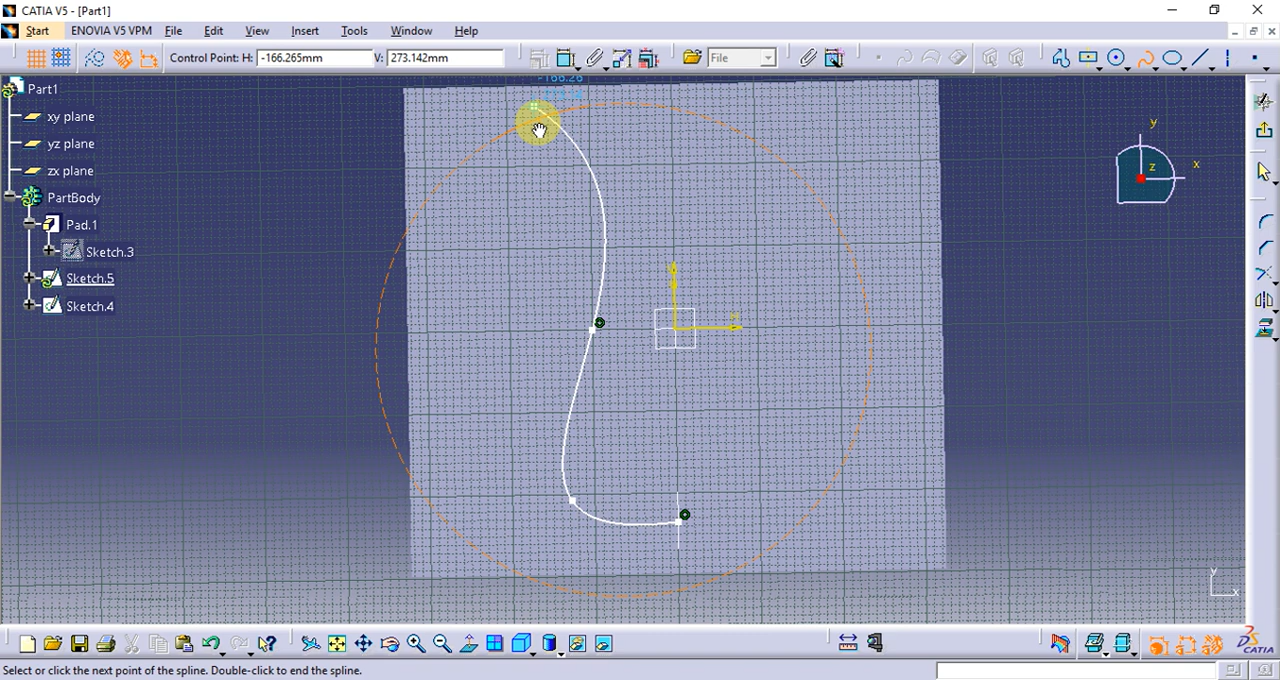 CATIA V5 - [Part1]
Start ENOVIA V5 VPM File Edit View Insert Tools Window Help
Control Point: H: -166.265mm V: 273.142mm File
-166.26
Part1
xy plane
yz plane
zx plane
PartBody
Pad.1
Sketch.3
Sketch.5
Sketch.4
y
x
z
H
y
x
CATIA
Select or click the next point of the spline. Double-click to end the spline.